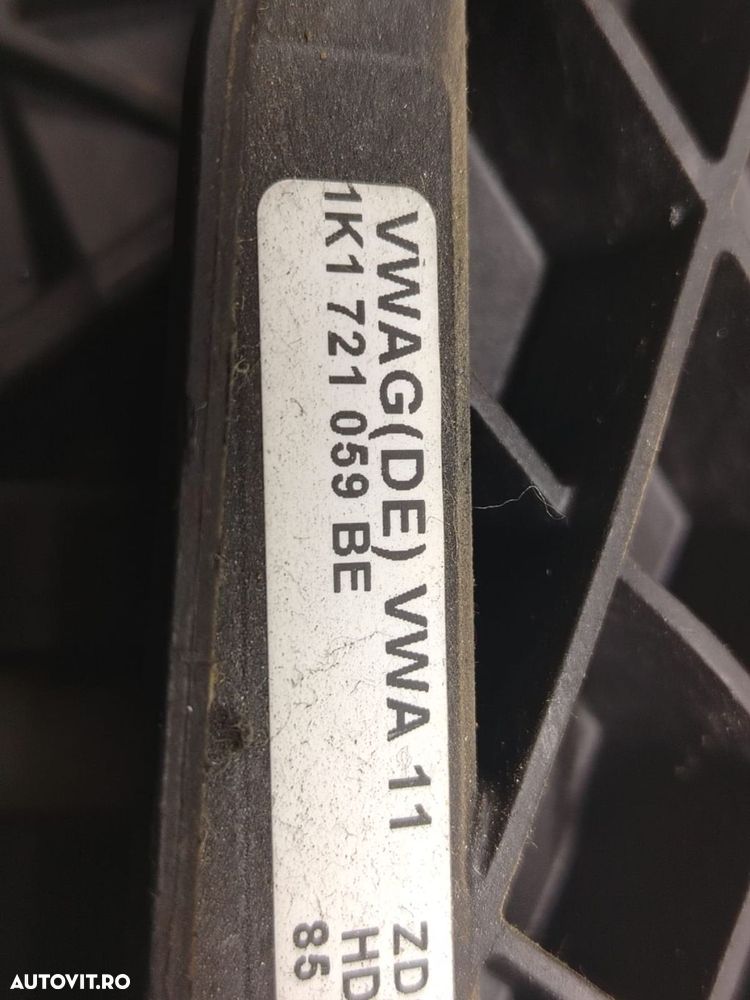 VWAG(DE) VWA 11 ZD
1K1 721 059 BE HD
85
AUTOVIT.RO